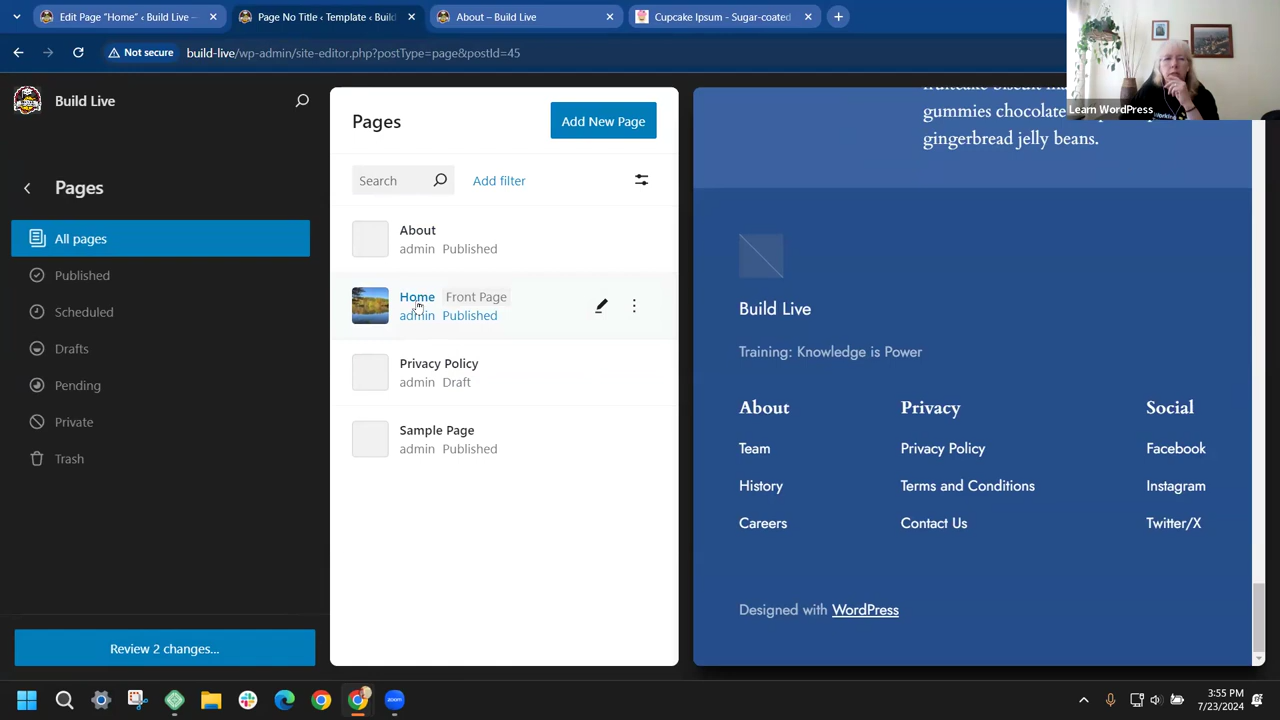 Edit Page "Home" ‹ Build Live –
Page No Title ‹ Template ‹ Build
About – Build Live
Cupcake Ipsum - Sugar-coated
Not secure
build-live/wp-admin/site-editor.php?postType=page&postId=45
Learn WordPress
Build Live
Pages
All pages
Published
Scheduled
Drafts
Pending
Private
Trash
Review 2 changes...
Pages
Add New Page
Search
Add filter
About
admin Published
Home Front Page
admin Published
Privacy Policy
admin Draft
Sample Page
admin Published
gummies chocolate
gingerbread jelly beans.
Build Live
Training: Knowledge is Power
About Privacy Social
Team Privacy Policy Facebook
History Terms and Conditions Instagram
Careers Contact Us Twitter/X
Designed with WordPress
zoom
3:55 PM
7/23/2024